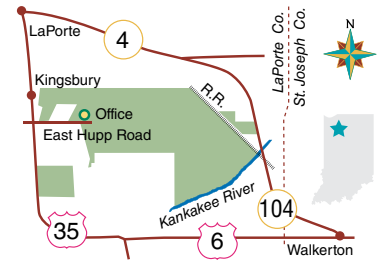 LaPorte
4
LaPorte Co.
St. Joseph Co.
N
Kingsbury
R.R.
Office
East Hupp Road
Kankakee River
104
35
6
Walkerton